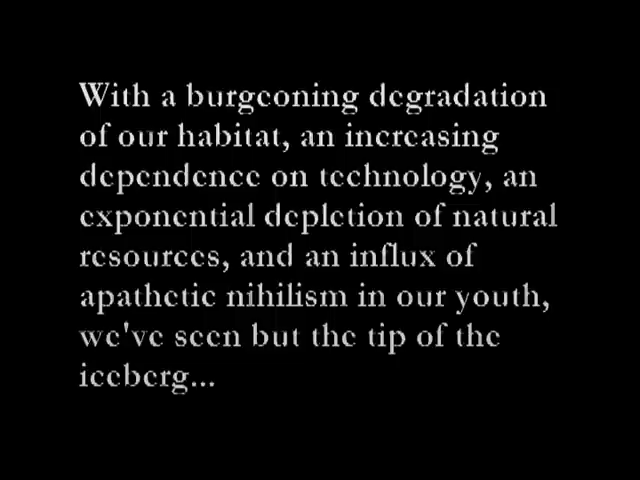 With a burgeoning degradation
of our habitat, an increasing
dependence on technology, an
exponential depletion of natural
resources, and an influx of
apathetic nihilism in our youth,
we've seen but the tip of the
iceberg...